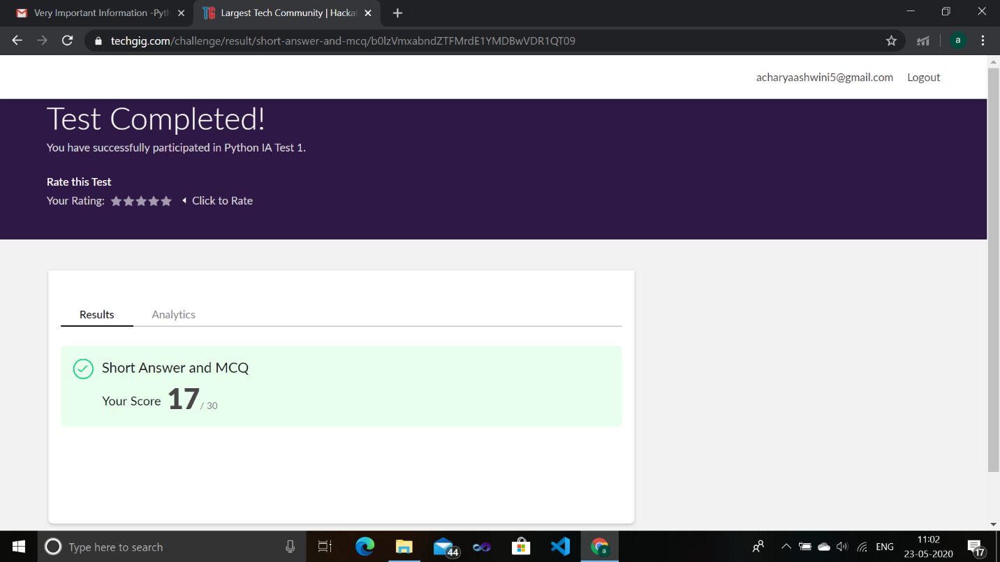 Very Important Information -Pyth
Largest Tech Community | Hackat
techgig.com/challenge/result/short-answer-and-mcq/b0lzVmxabndZTFMrdE1YMDBwVDR1QT09
a
acharyaashwini5@gmail.com Logout
Test Completed!
You have successfully participated in Python IA Test 1.
Rate this Test
Your Rating: Click to Rate
Results Analytics
Short Answer and MCQ
Your Score 17 / 30
Type here to search
44
a
ENG
11:02
23-05-2020
17